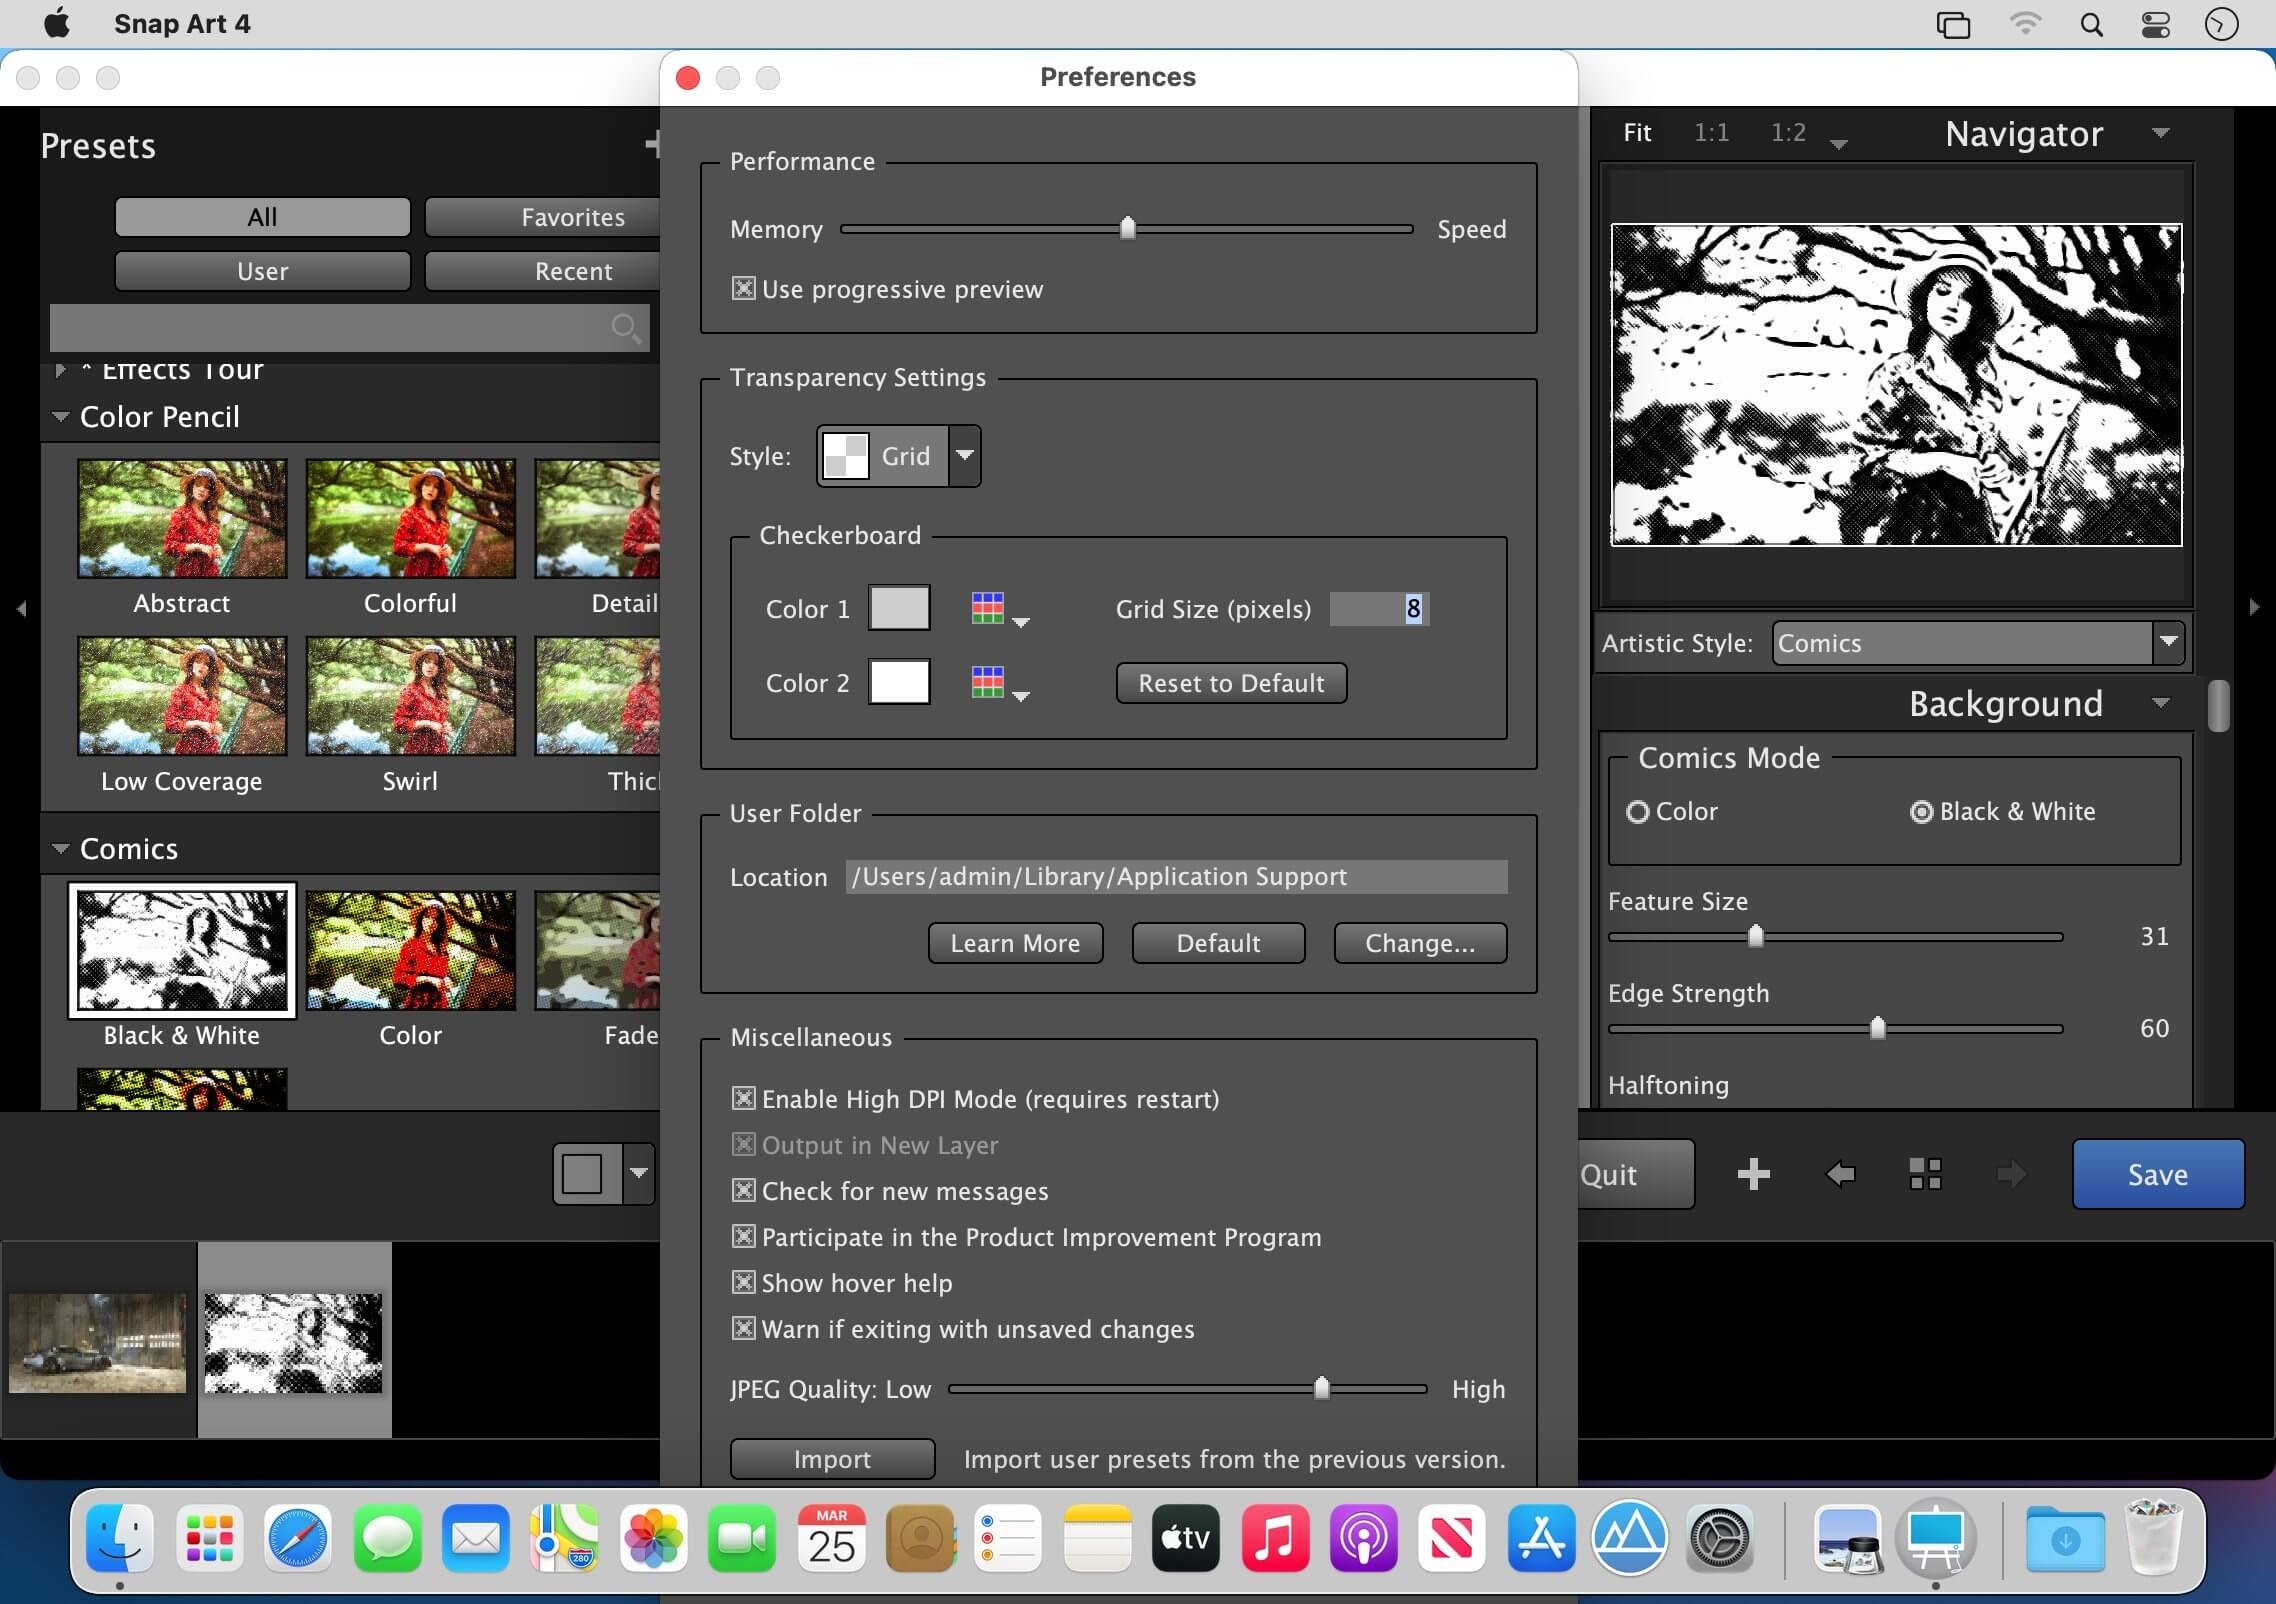 Snap Art 4
Preferences
Presets
All
Favorites
User
Recent
* Effects Tour
Color Pencil
Abstract
Colorful
Detail
Low Coverage
Swirl
Thic
Comics
Black & White
Color
Fade
Performance
Memory
Speed
Use progressive preview
Transparency Settings
Style:
Grid
Checkerboard
Color 1
Grid Size (pixels)
8
Color 2
Reset to Default
User Folder
Location
/Users/admin/Library/Application Support
Learn More
Default
Change...
Miscellaneous
Enable High DPI Mode (requires restart)
Output in New Layer
Check for new messages
Participate in the Product Improvement Program
Show hover help
Warn if exiting with unsaved changes
JPEG Quality: Low
High
Import
Import user presets from the previous version.
Fit
1:1
1:2
Navigator
Artistic Style:
Comics
Background
Comics Mode
Color
Black & White
Feature Size
31
Edge Strength
60
Halftoning
Quit
Save
280
MAR
25
tv